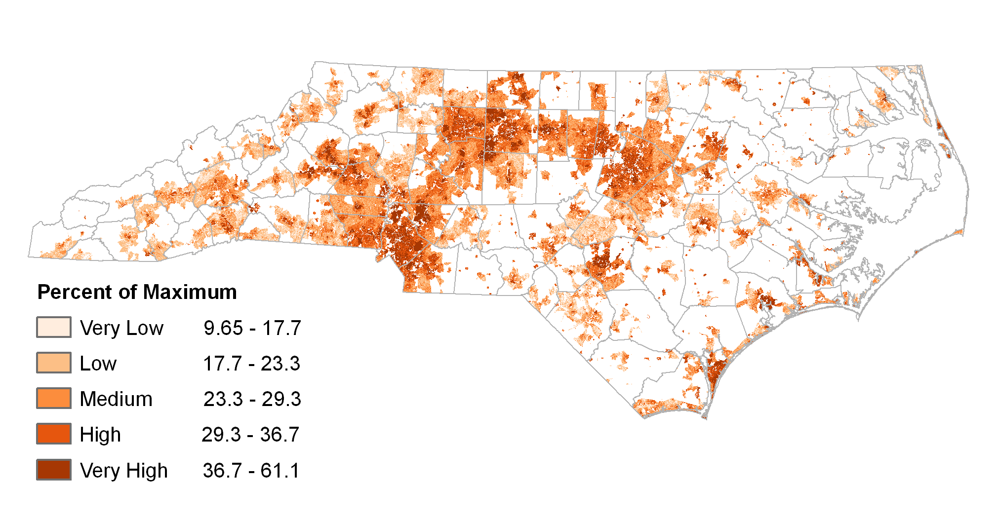 Percent of Maximum
Very Low 9.65 - 17.7
Low 17.7 - 23.3
Medium 23.3 - 29.3
High 29.3 - 36.7
Very High 36.7 - 61.1